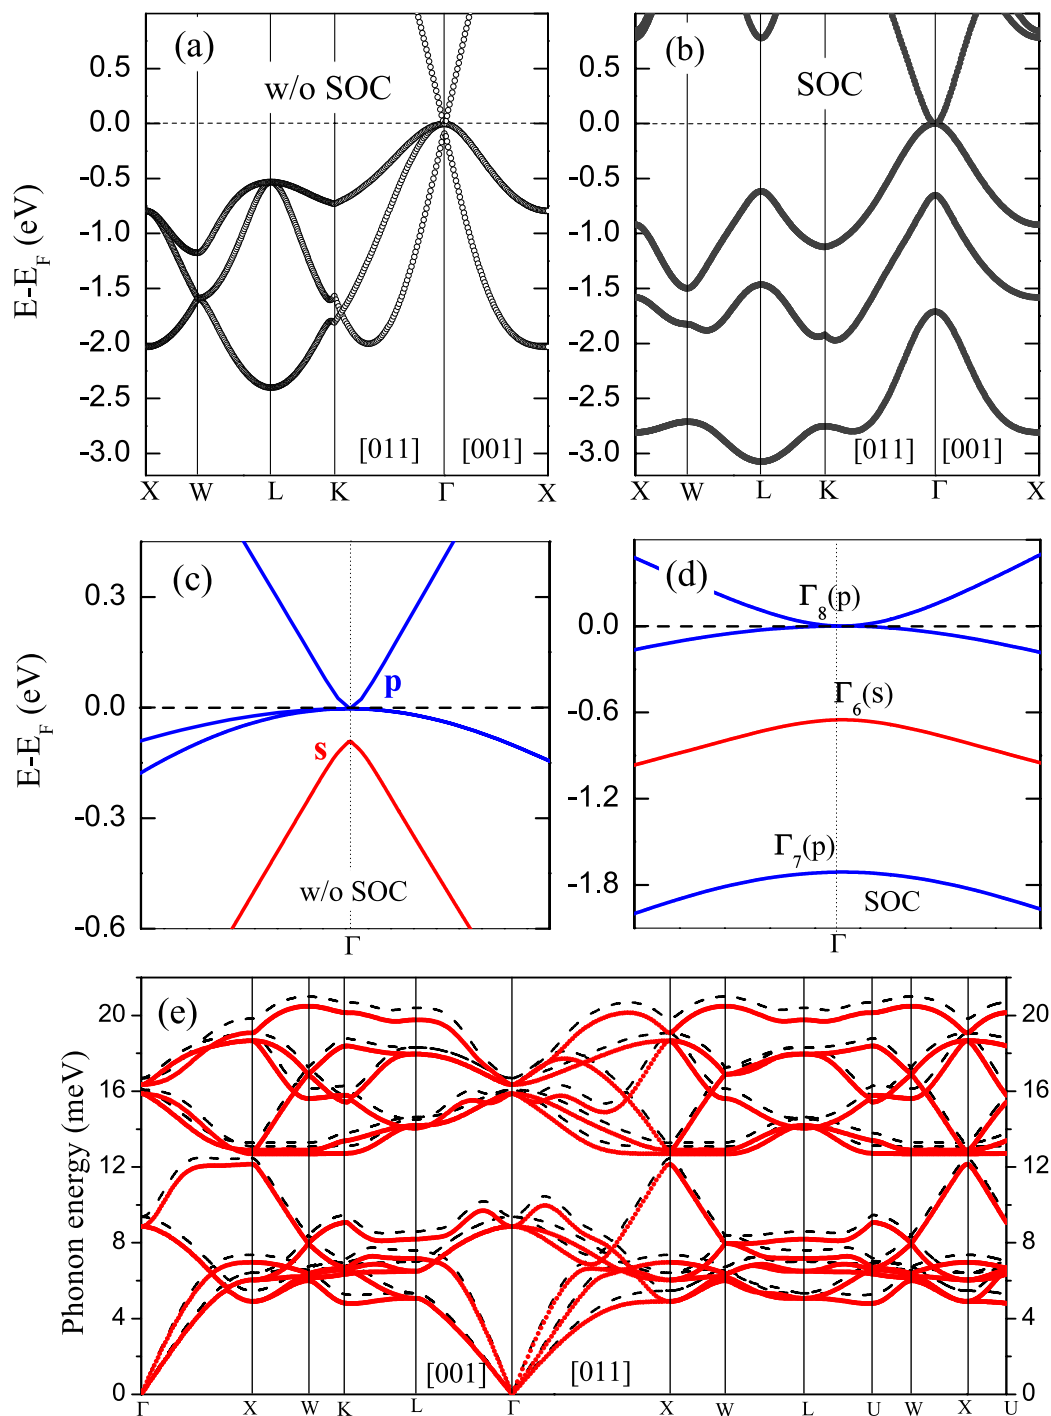 (a)
w/o SOC
E-E_F (eV)
0.5
0.0
-0.5
-1.0
-1.5
-2.0
-2.5
-3.0
[011] [001]
X W L K Γ X
(b)
SOC
0.5
0.0
-0.5
-1.0
-1.5
-2.0
-2.5
-3.0
[011] [001]
X W L K Γ X
(c)
E-E_F (eV)
0.3
0.0
-0.3
-0.6
p
s
w/o SOC
Γ
(d)
0.0
-0.6
-1.2
-1.8
Γ₈(p)
Γ₆(s)
Γ₇(p)
SOC
Γ
(e)
Phonon energy (meV)
20
16
12
8
4
0
20
16
12
8
4
0
[001] [011]
Γ X W K L Γ X W L U W X U